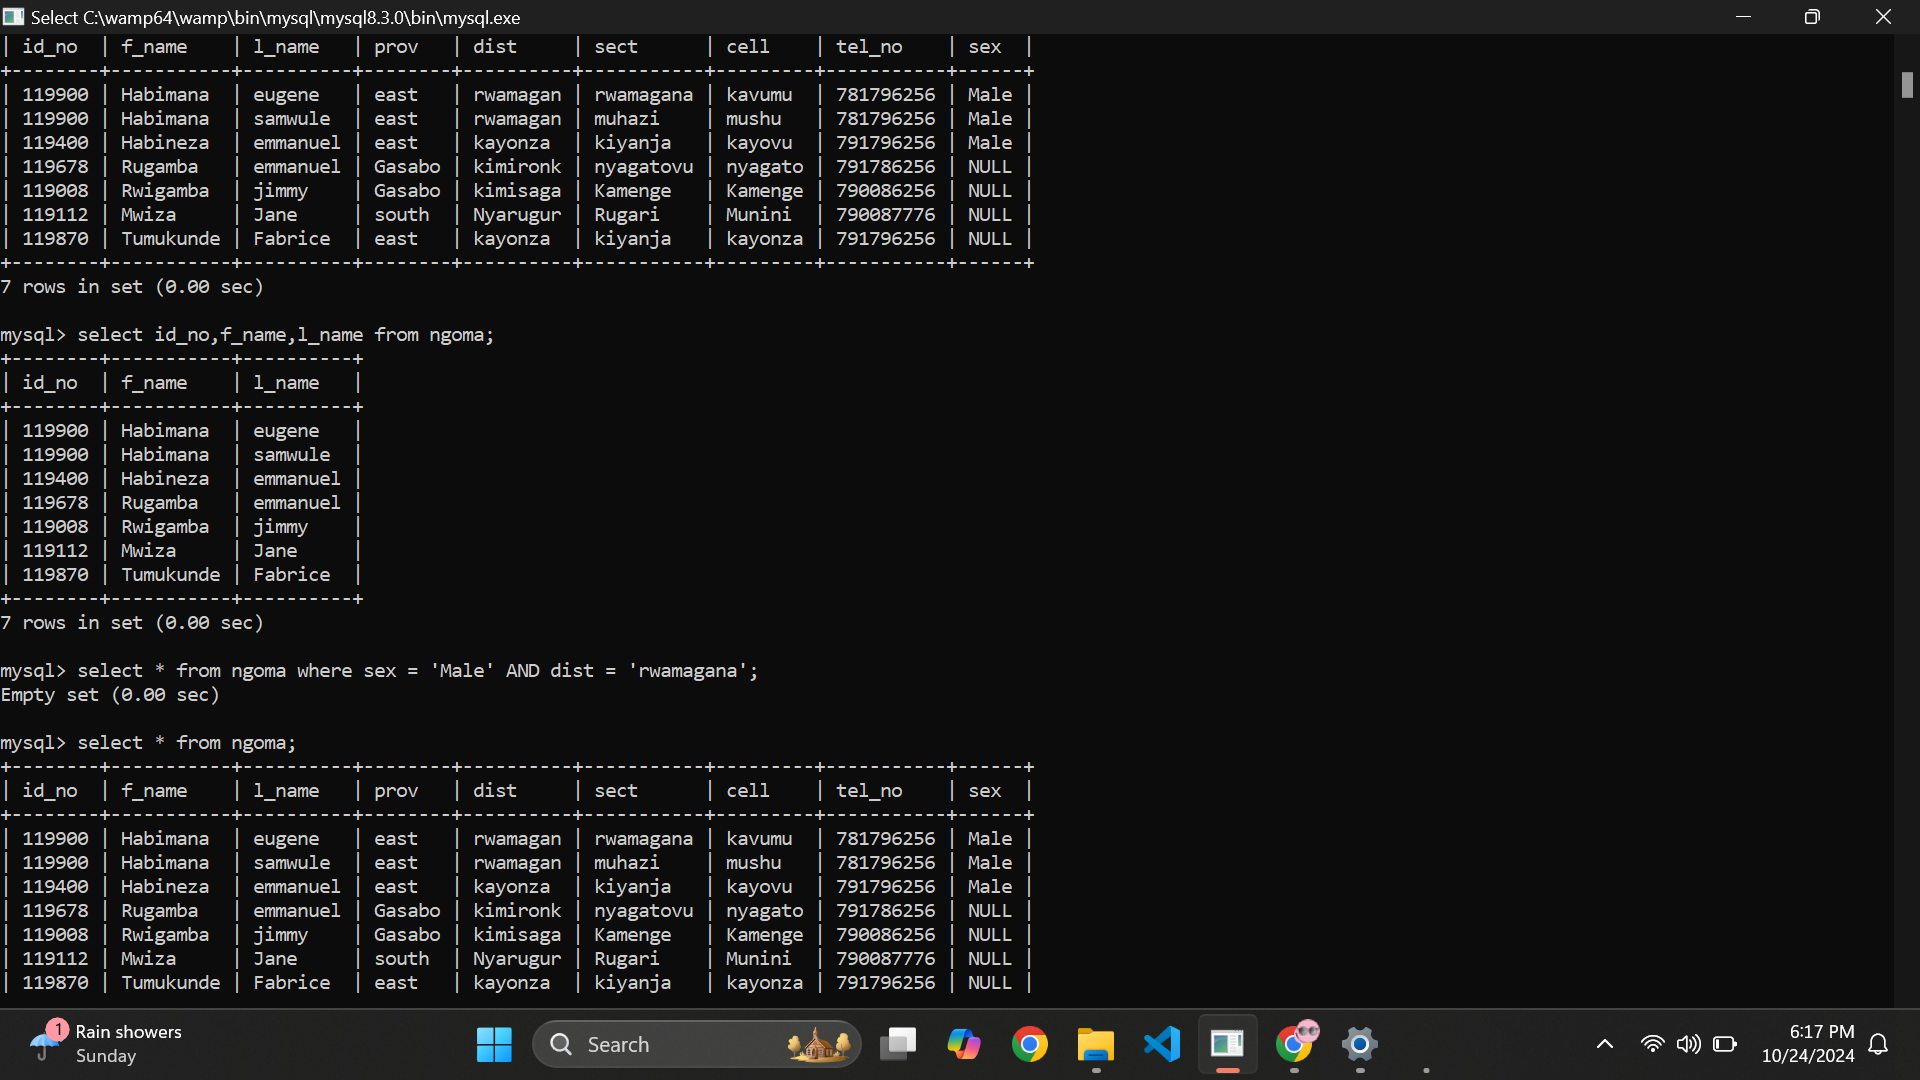 Select C:\wamp64\wamp\bin\mysql\mysql8.3.0\bin\mysql.exe
| id_no  | f_name    | l_name   | prov   | dist     | sect      | cell    | tel_no    | sex  |
+--------+-----------+----------+--------+----------+-----------+---------+-----------+------+
| 119900 | Habimana  | eugene   | east   | rwamagan | rwamagana | kavumu  | 781796256 | Male |
| 119900 | Habimana  | samwule  | east   | rwamagan | muhazi    | mushu   | 781796256 | Male |
| 119400 | Habineza  | emmanuel | east   | kayonza  | kiyanja   | kayovu  | 791796256 | Male |
| 119678 | Rugamba   | emmanuel | Gasabo | kimironk | nyagatovu | nyagato | 791786256 | NULL |
| 119008 | Rwigamba  | jimmy    | Gasabo | kimisaga | Kamenge   | Kamenge | 790086256 | NULL |
| 119112 | Mwiza     | Jane     | south  | Nyarugur | Rugari    | Munini  | 790087776 | NULL |
| 119870 | Tumukunde | Fabrice  | east   | kayonza  | kiyanja   | kayonza | 791796256 | NULL |
+--------+-----------+----------+--------+----------+-----------+---------+-----------+------+
7 rows in set (0.00 sec)
mysql> select id_no,f_name,l_name from ngoma;
+--------+-----------+----------+
| id_no  | f_name    | l_name   |
+--------+-----------+----------+
| 119900 | Habimana  | eugene   |
| 119900 | Habimana  | samwule  |
| 119400 | Habineza  | emmanuel |
| 119678 | Rugamba   | emmanuel |
| 119008 | Rwigamba  | jimmy    |
| 119112 | Mwiza     | Jane     |
| 119870 | Tumukunde | Fabrice  |
+--------+-----------+----------+
7 rows in set (0.00 sec)
mysql> select * from ngoma where sex = 'Male' AND dist = 'rwamagana';
Empty set (0.00 sec)
mysql> select * from ngoma;
+--------+-----------+----------+--------+----------+-----------+---------+-----------+------+
| id_no  | f_name    | l_name   | prov   | dist     | sect      | cell    | tel_no    | sex  |
+--------+-----------+----------+--------+----------+-----------+---------+-----------+------+
| 119900 | Habimana  | eugene   | east   | rwamagan | rwamagana | kavumu  | 781796256 | Male |
| 119900 | Habimana  | samwule  | east   | rwamagan | muhazi    | mushu   | 781796256 | Male |
| 119400 | Habineza  | emmanuel | east   | kayonza  | kiyanja   | kayovu  | 791796256 | Male |
| 119678 | Rugamba   | emmanuel | Gasabo | kimironk | nyagatovu | nyagato | 791786256 | NULL |
| 119008 | Rwigamba  | jimmy    | Gasabo | kimisaga | Kamenge   | Kamenge | 790086256 | NULL |
| 119112 | Mwiza     | Jane     | south  | Nyarugur | Rugari    | Munini  | 790087776 | NULL |
| 119870 | Tumukunde | Fabrice  | east   | kayonza  | kiyanja   | kayonza | 791796256 | NULL |
1
Rain showers
Sunday
Search
6:17 PM
10/24/2024